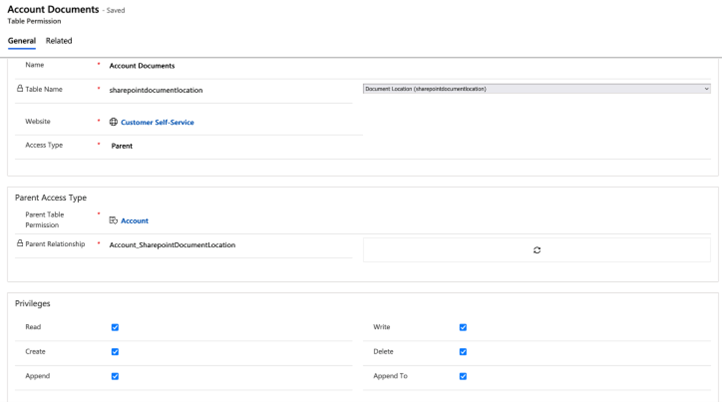 Account Documents - Saved
Table Permission
General Related
Name * Account Documents
Table Name * sharepointdocumentlocation Document Location (sharepointdocumentlocation)
Website * Customer Self-Service
Access Type * Parent
Parent Access Type
Parent Table Permission * Account
Parent Relationship * Account_SharepointDocumentLocation
Privileges
Read Write
Create Delete
Append Append To